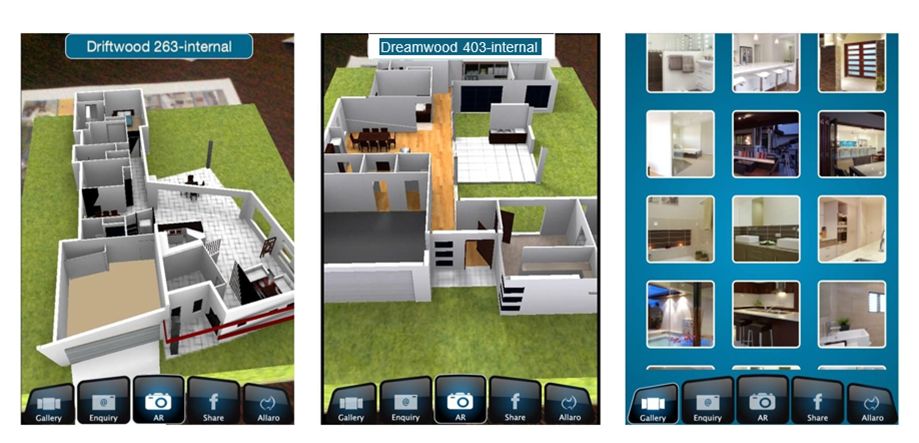 Driftwood 263-internal
Dreamwood 403-internal
Gallery
Enquiry
AR
Share
Allaro
Gallery
Enquiry
AR
Share
Allaro
Gallery
Enquiry
AR
Share
Allaro